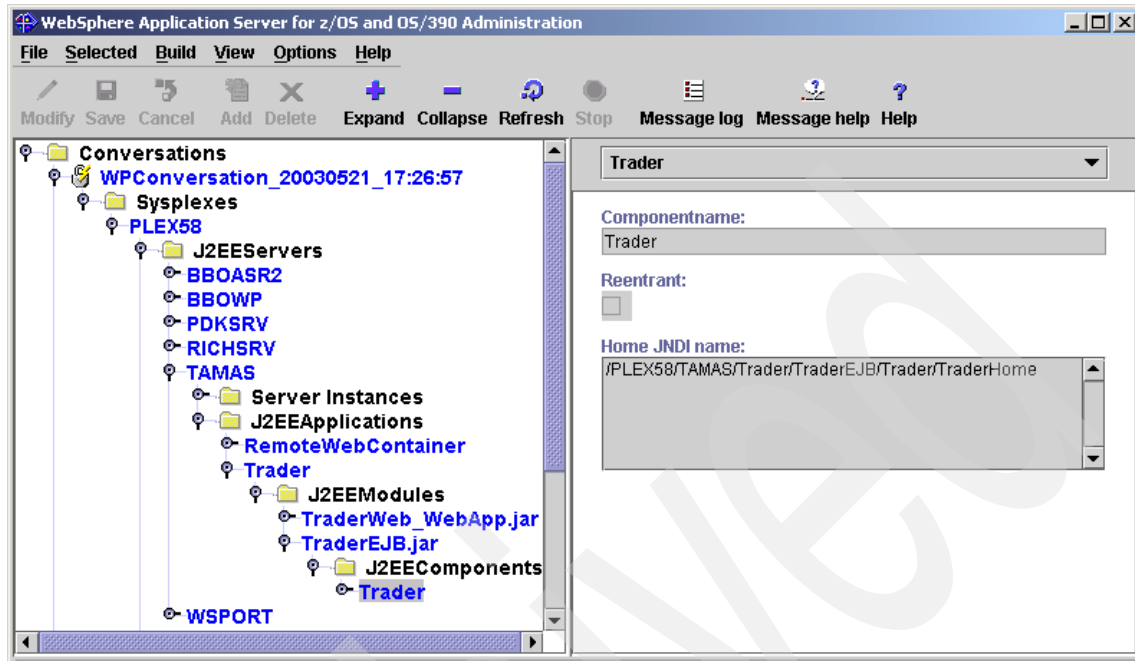 WebSphere Application Server for z/OS and OS/390 Administration
File Selected Build View Options Help
Modify Save Cancel Add Delete Expand Collapse Refresh Stop Message log Message help Help
Conversations
WPConversation_20030521_17:26:57
Sysplexes
PLEX58
J2EEServers
BBOASR2
BBOWP
PDKSRV
RICHSRV
TAMAS
Server Instances
J2EEApplications
RemoteWebContainer
Trader
J2EEModules
TraderWeb_WebApp.jar
TraderEJB.jar
J2EEComponents
Trader
WSPORT
Trader
Componentname:
Trader
Reentrant:
Home JNDI name:
/PLEX58/TAMAS/Trader/TraderEJB/Trader/TraderHome